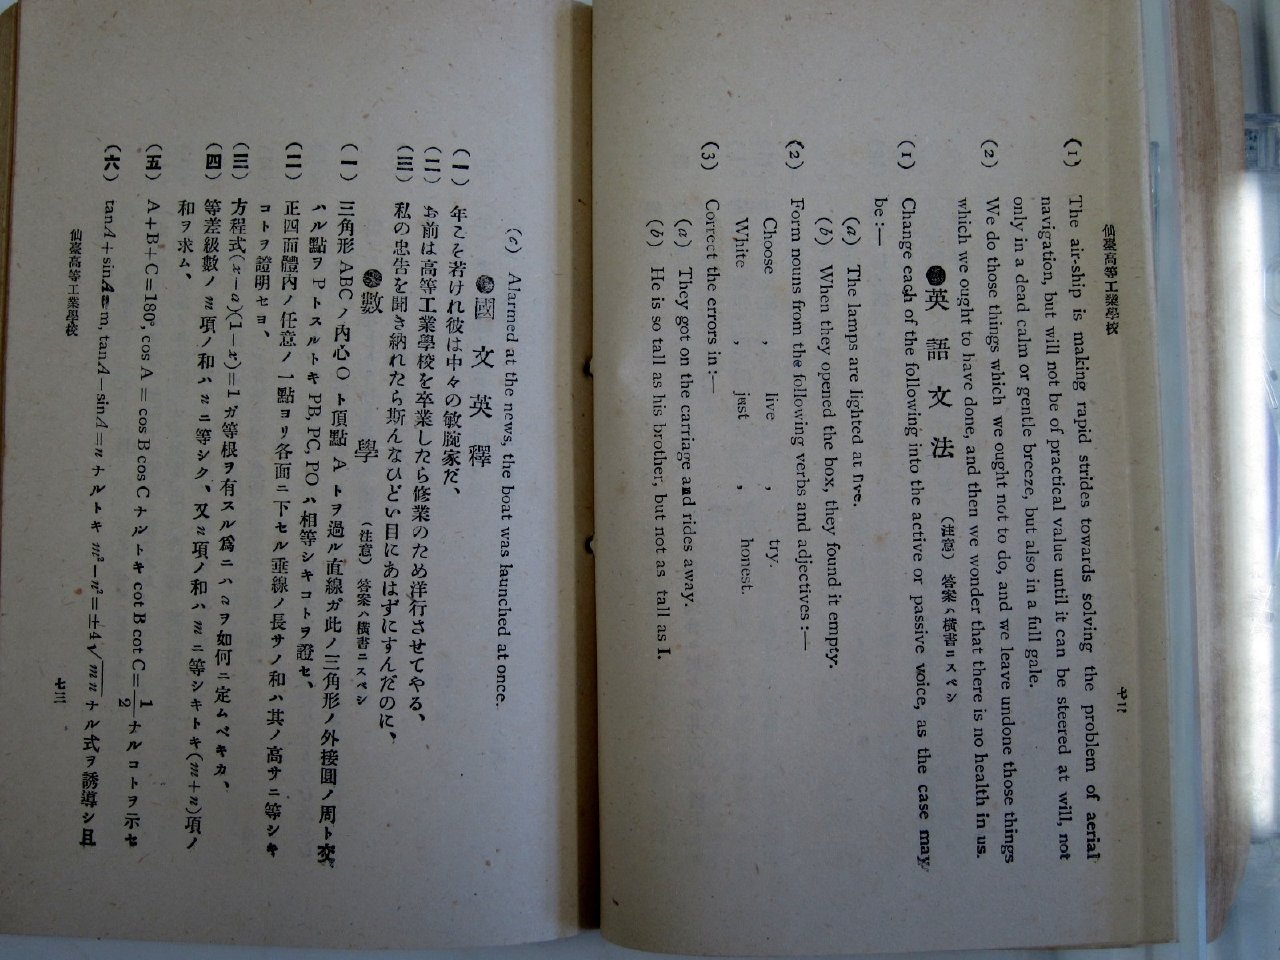 仙臺高等工業學校
(1) The air-ship is making rapid strides towards solving the problem of aerial
navigation, but will not be of practical value until it can be steered at will, not
only in a dead calm or gentle breeze, but also in a full gale.
(2) We do those things which we ought not to do, and we leave undone those things
which we ought to have done, and then we wonder that there is no health in us.
●英語文法 (注意) 答案ハ橫書ニスベシ
(1) Change each of the following into the active or passive voice, as the case may
be:—
(a) The lamps are lighted at five.
(b) When they opened the box, they found it empty.
(2) Form nouns from the following verbs and adjectives:—
Choose , live , try.
White , just , honest.
(3) Correct the errors in:—
(a) They got on the carriage and rides away.
(b) He is so tall as his brother, but not as tall as I.
(c) Alarmed at the news, the boat was launched at once.
●國文英釋
(一) 年こそ若けれ彼は中々の敏腕家だ、
(二) お前は高等工業學校を卒業したら修業のため洋行させてやる、
(三) 私の忠告を聞き納れたら斯んなひどい目にあはずにすんだのに、
●數學 (注意) 答案ハ橫書ニスベシ
(一) 三角形 ABC ノ內心 O ト頂點 A トヲ過ル直線ガ此ノ三角形ノ外接圓ノ周ト交
ハル點ヲ P トスルトキ PB, PC, PO ハ相等シキコトヲ證セ、
(二) 正四面體內ノ任意ノ一點ヨリ各面ニ下セル垂線ノ長サノ和ハ其ノ高サニ等シキ
コトヲ證明セヨ、
(三) 方程式(x−a)(1−x)=1 ガ等根ヲ有スル爲ニハ a ヲ如何ニ定ムベキカ、
(四) 等差級數ノ m 項ノ和ハ n ニ等シク、又 n 項ノ和ハ m ニ等シキトキ(m+n)項ノ
和ヲ求ム、
(五) A+B+C=180°, cos A = cos B cos C ナルトキ cot B cot C = 1/2 ナルコトヲ示セ
(六) tanA+sinA=m, tanA−sinA=n ナルトキ m²−n²=±4√mn ナル式ヲ誘導シ且
仙臺高等工業學校
七三